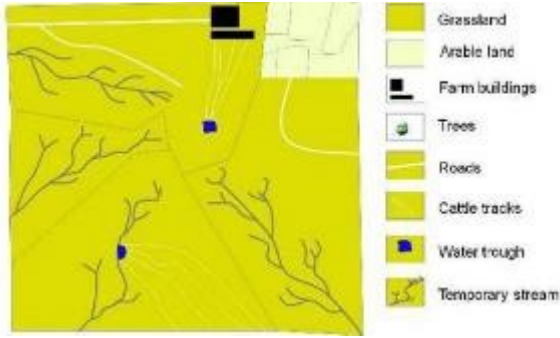 Grassland
Arable land
Farm buildings
Trees
Roads
Cattle tracks
Water trough
Temporary stream